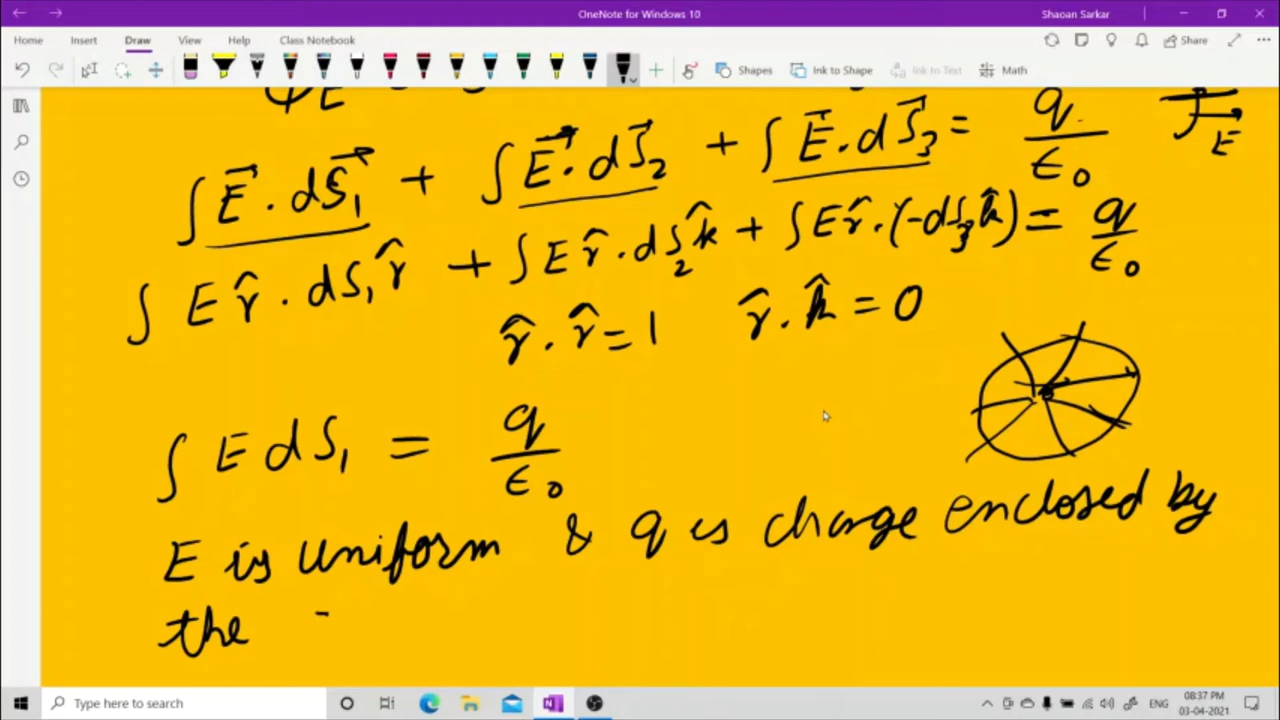 OneNote for Windows 10
Shaoan Sarkar
Home Insert Draw View Help Class Notebook
Share
Shapes
Ink to Shape
Ink to Text
Math
∫ E⃗ . dS⃗₁ + ∫ E⃗ . dS⃗₂ + ∫ E⃗ . dS⃗₃ = q/ε₀
E⃗
∫ E r̂ . dS₁ r̂ + ∫ E r̂ . dS₂ k̂ + ∫ E r̂ . (-dS₃ k̂) = q/ε₀
r̂ . r̂ = 1 r̂ . k̂ = 0
∫ E dS₁ = q/ε₀
E is uniform & q is charge enclosed by
the
Type here to search
ENG
08:37 PM
03-04-2021